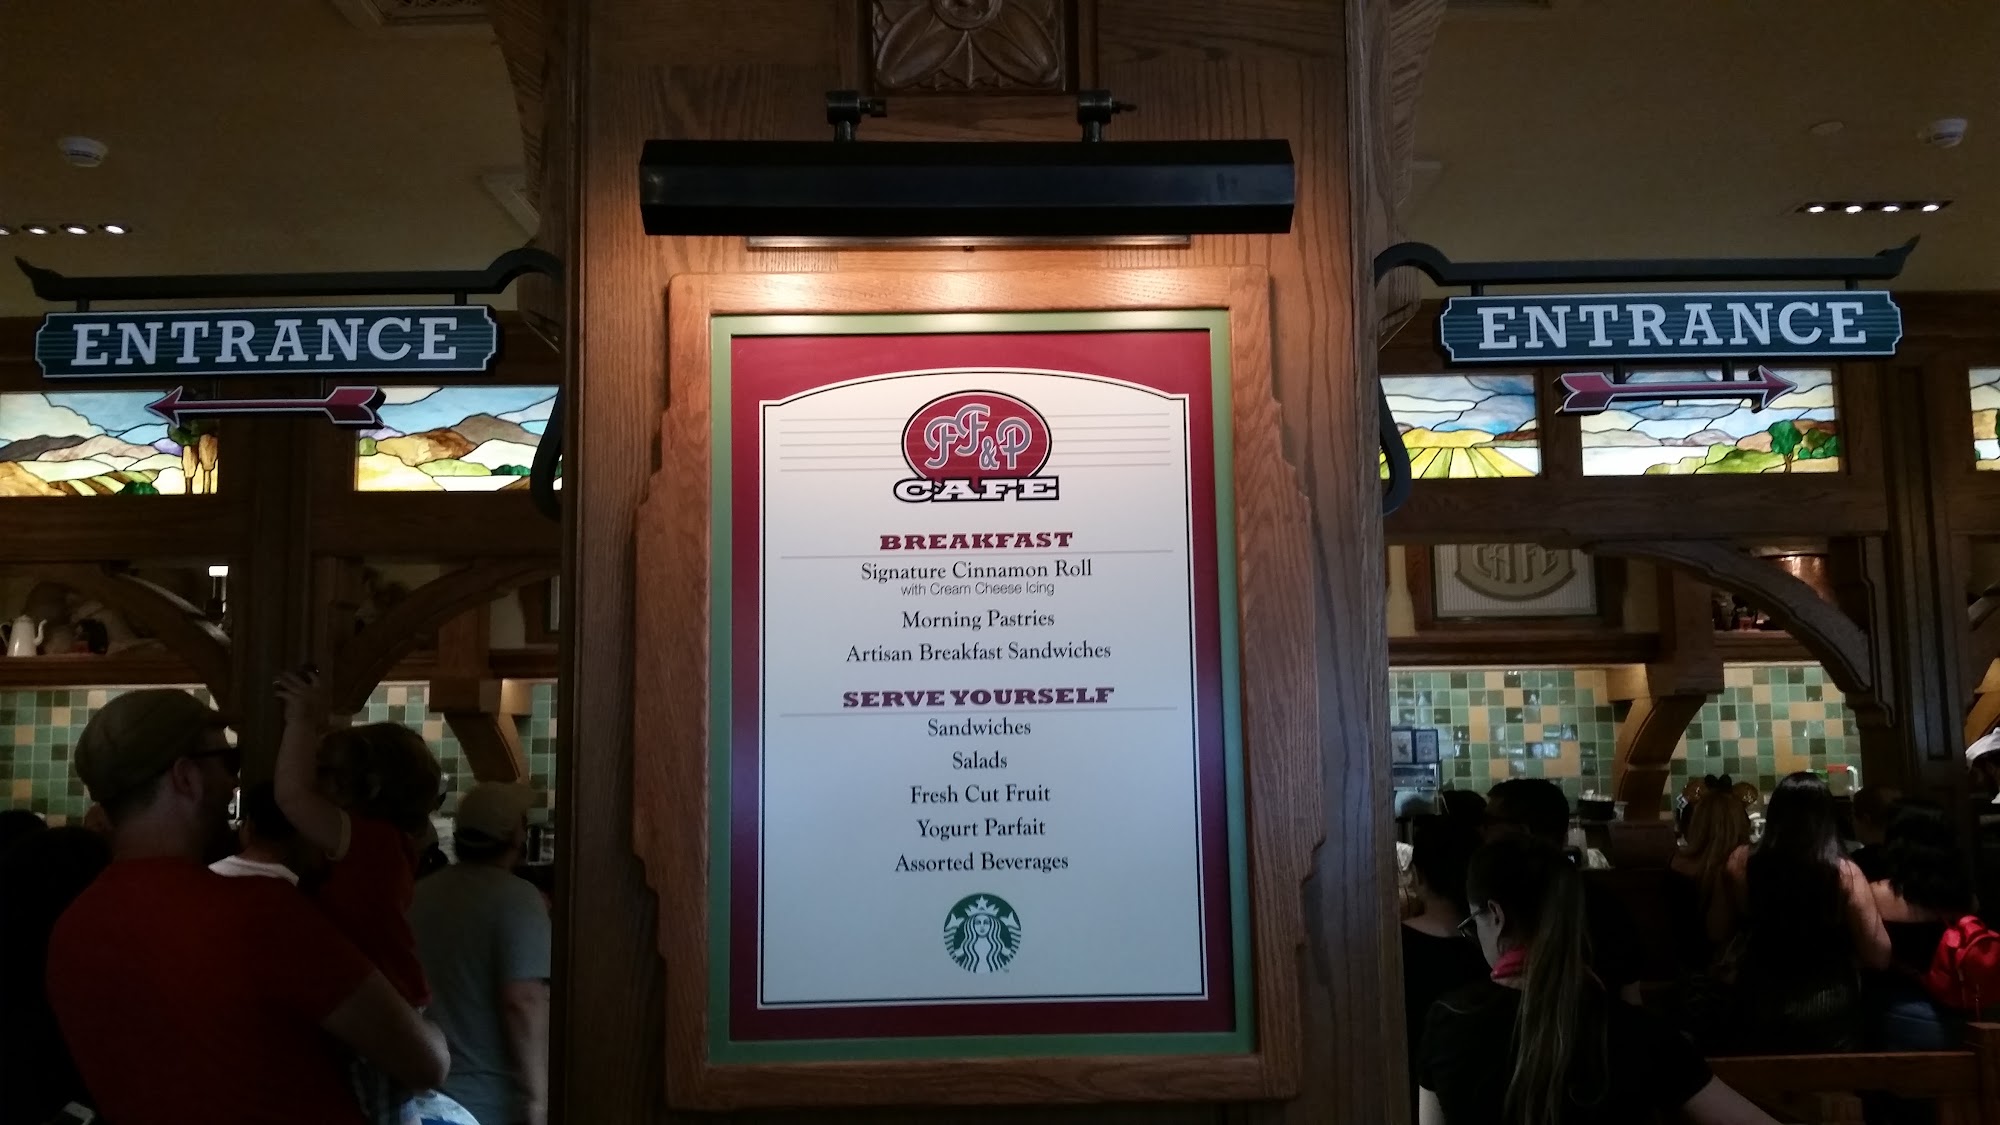 ENTRANCE
ENTRANCE
FF&P
CAFE
BREAKFAST
Signature Cinnamon Roll
with Cream Cheese Icing
Morning Pastries
Artisan Breakfast Sandwiches
SERVE YOURSELF
Sandwiches
Salads
Fresh Cut Fruit
Yogurt Parfait
Assorted Beverages
CAFE